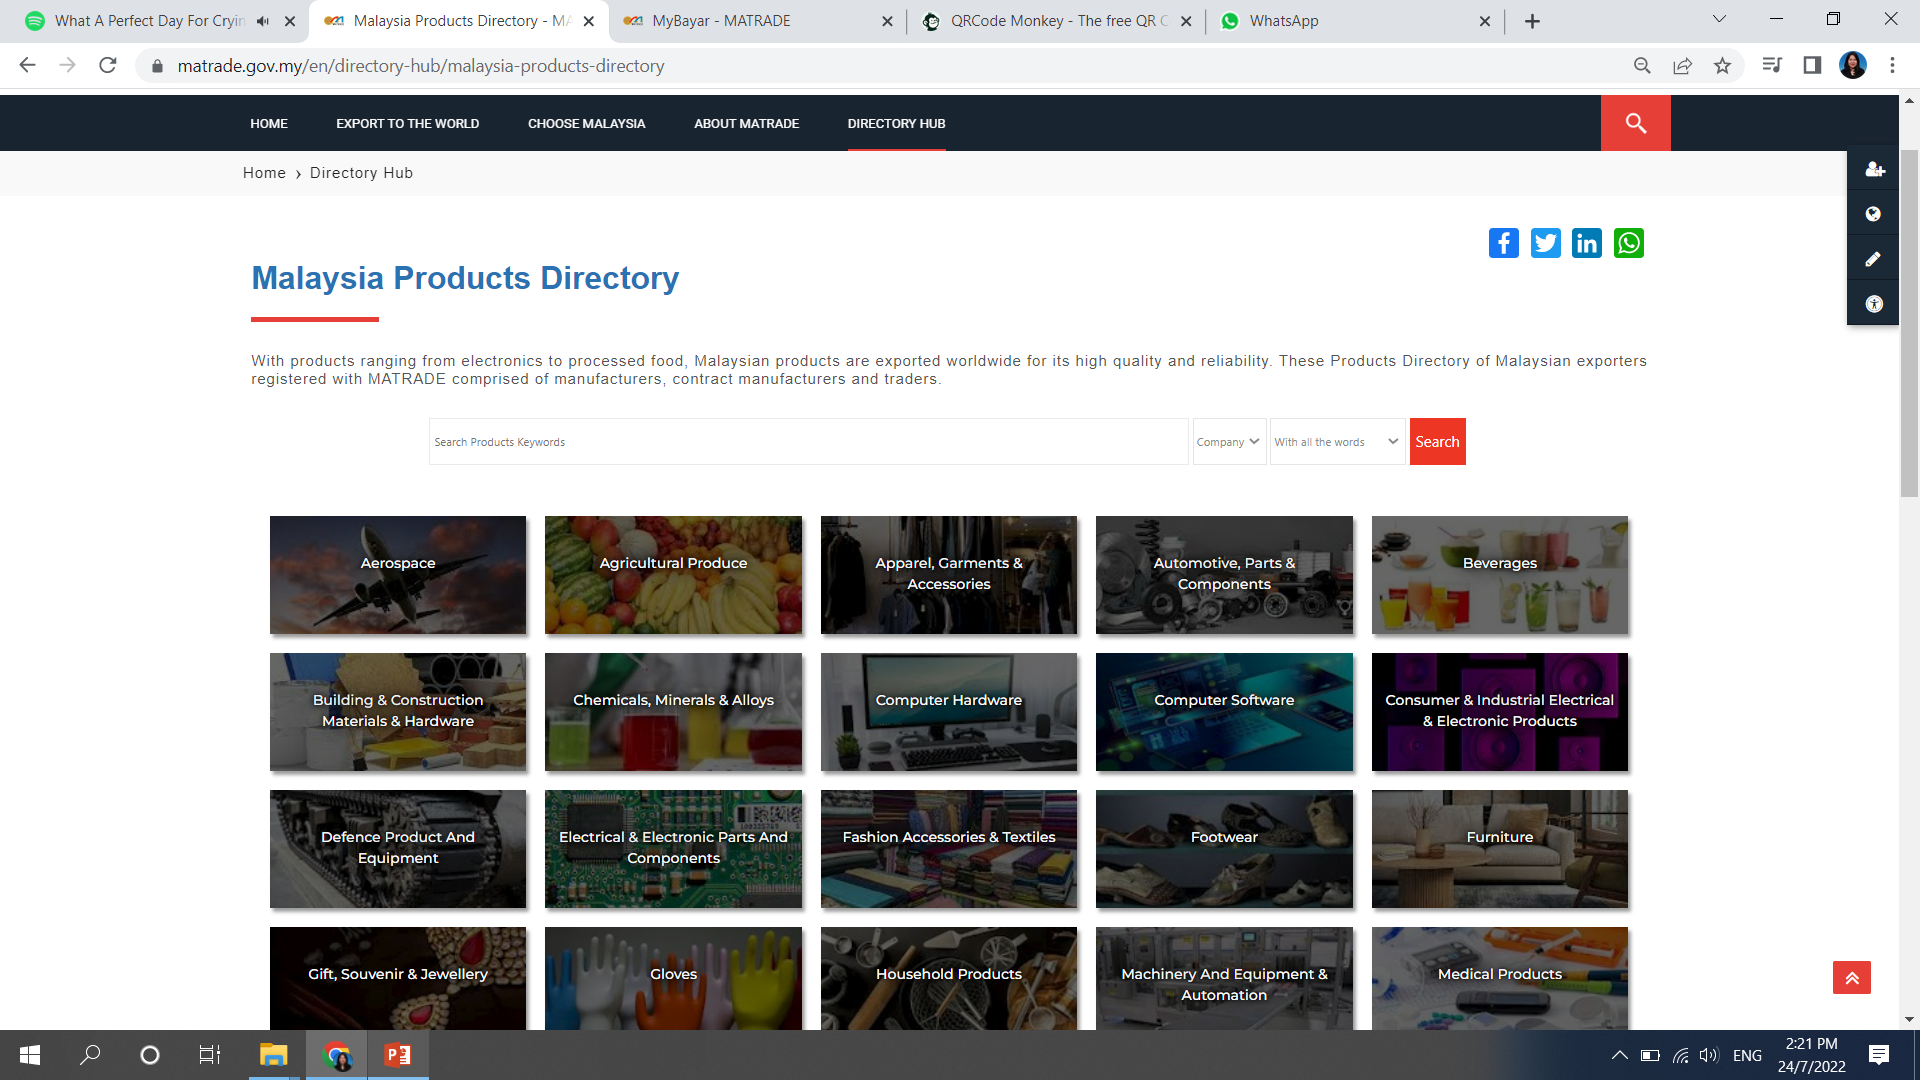 What A Perfect Day For Cryin
Malaysia Products Directory - MA
MyBayar - MATRADE
QRCode Monkey - The free QR C
WhatsApp
matrade.gov.my/en/directory-hub/malaysia-products-directory
HOME
EXPORT TO THE WORLD
CHOOSE MALAYSIA
ABOUT MATRADE
DIRECTORY HUB
Home › Directory Hub
Malaysia Products Directory
With products ranging from electronics to processed food, Malaysian products are exported worldwide for its high quality and reliability. These Products Directory of Malaysian exporters
registered with MATRADE comprised of manufacturers, contract manufacturers and traders.
Search Products Keywords
Company
With all the words
Search
Aerospace
Agricultural Produce
Apparel, Garments &
Accessories
Automotive, Parts &
Components
Beverages
Building & Construction
Materials & Hardware
Chemicals, Minerals & Alloys
Computer Hardware
Computer Software
Consumer & Industrial Electrical
& Electronic Products
Defence Product And
Equipment
Electrical & Electronic Parts And
Components
Fashion Accessories & Textiles
Footwear
Furniture
Gift, Souvenir & Jewellery
Gloves
Household Products
Machinery And Equipment &
Automation
Medical Products
ENG
2:21 PM
24/7/2022